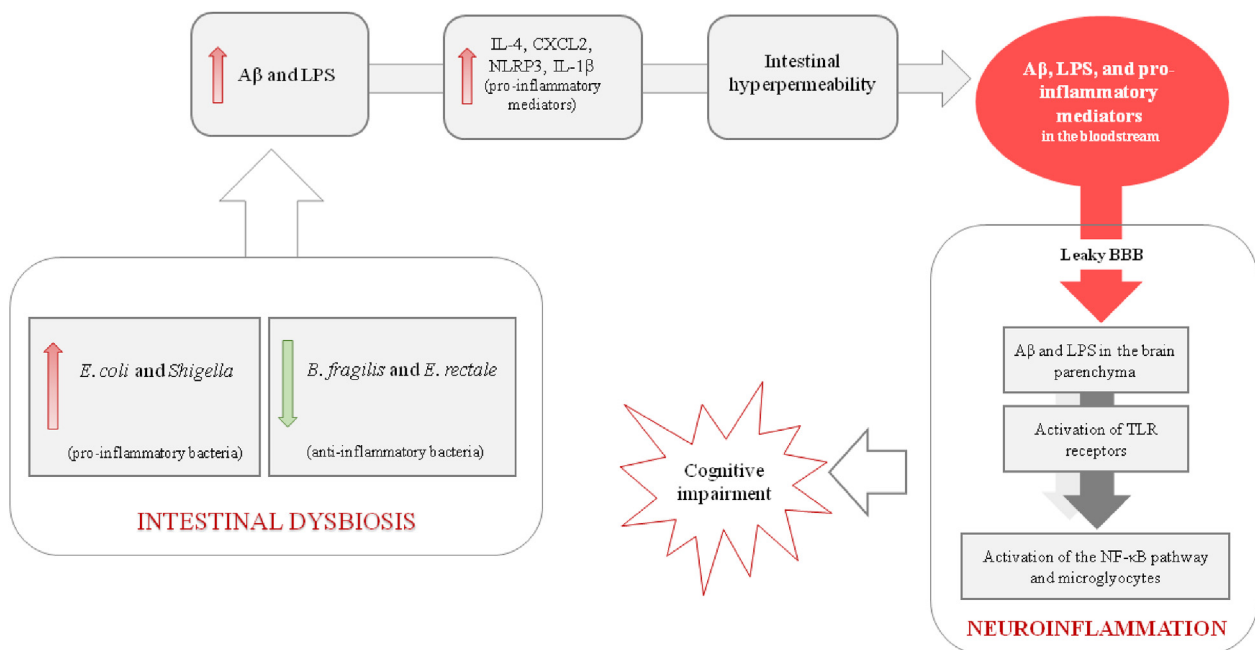 Aβ and LPS
IL-4, CXCL2,
NLRP3, IL-1β
(pro-inflammatory
mediators)
Intestinal
hyperpermeability
Aβ, LPS, and pro-
inflammatory
mediators
in the bloodstream
Leaky BBB
Aβ and LPS in the brain
parenchyma
Activation of TLR
receptors
Activation of the NF-κB pathway
and microglyocytes
NEUROINFLAMMATION
Cognitive
impairment
E. coli and Shigella
(pro-inflammatory bacteria)
B. fragilis and E. rectale
(anti-inflammatory bacteria)
INTESTINAL DYSBIOSIS